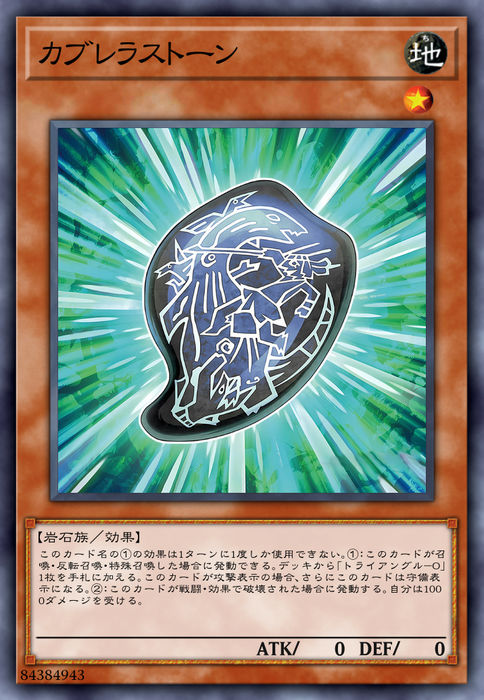 カブレラストーン
地
【岩石族／効果】
このカード名の①の効果は1ターンに1度しか使用できない。①：このカードが召
喚・反転召喚・特殊召喚した場合に発動できる。デッキから「トライアングル－O」
1枚を手札に加える。このカードが攻撃表示の場合、さらにこのカードは守備表
示になる。②：このカードが戦闘・効果で破壊された場合に発動する。自分は100
0ダメージを受ける。
ATK/ 0 DEF/ 0
84384943